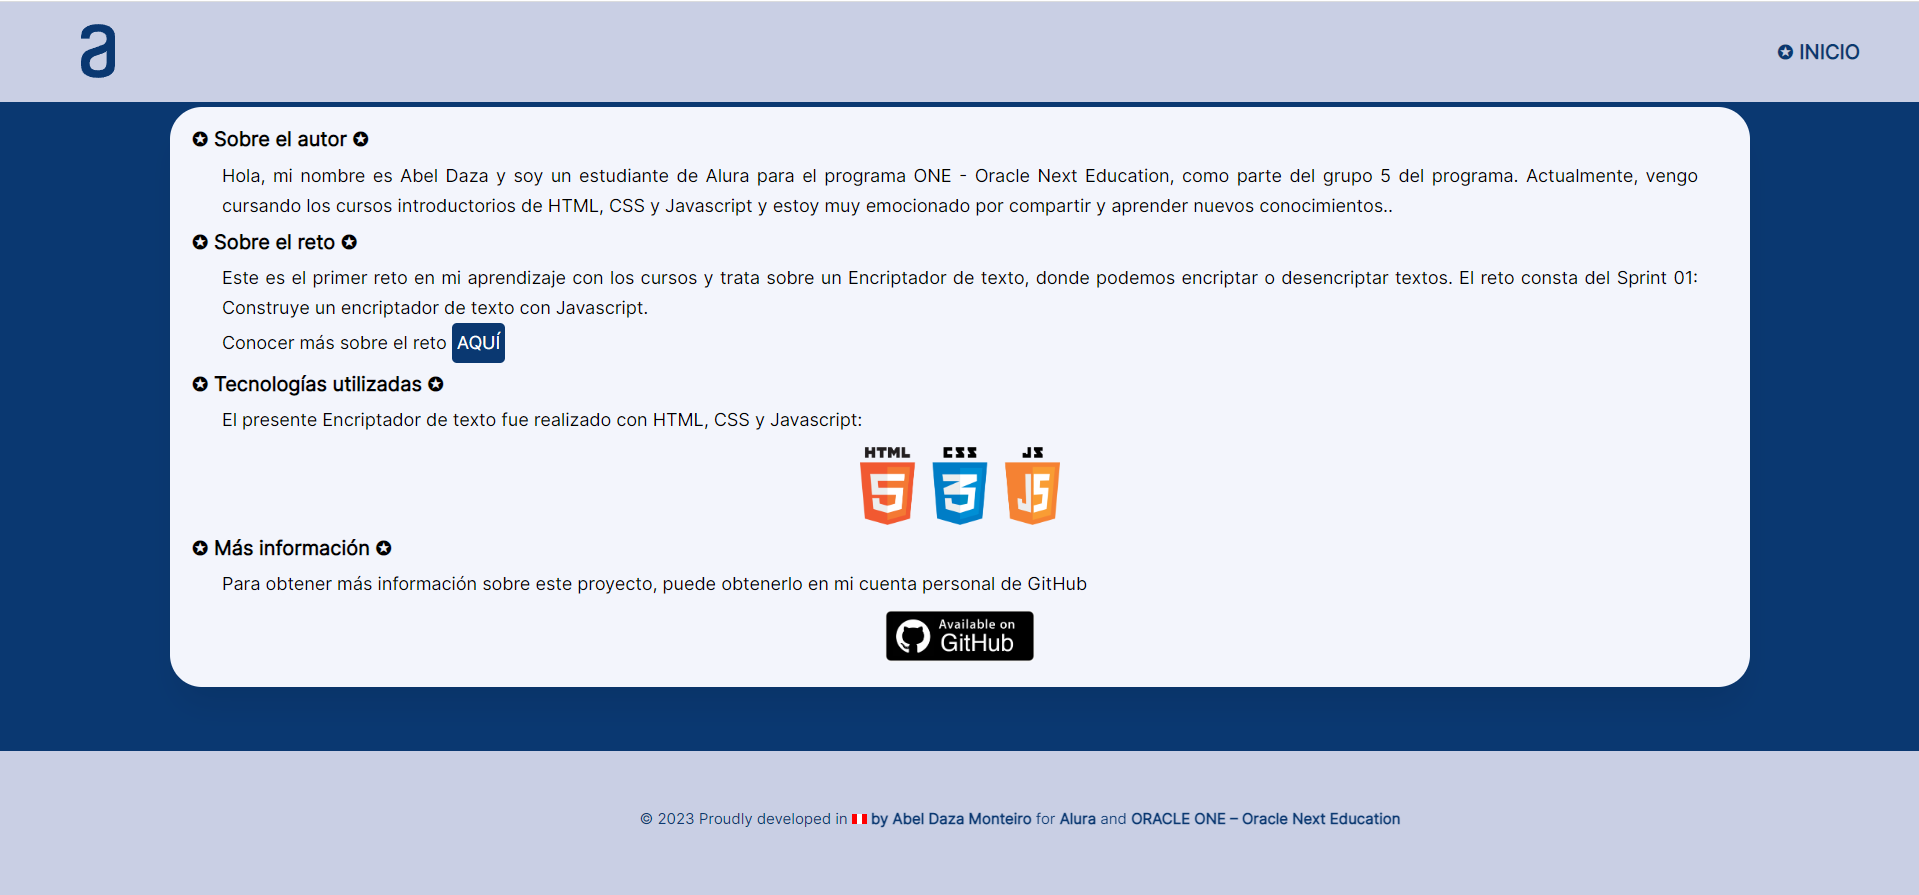 a
✪ INICIO
✪ Sobre el autor ✪
Hola, mi nombre es Abel Daza y soy un estudiante de Alura para el programa ONE - Oracle Next Education, como parte del grupo 5 del programa. Actualmente, vengo
cursando los cursos introductorios de HTML, CSS y Javascript y estoy muy emocionado por compartir y aprender nuevos conocimientos..
✪ Sobre el reto ✪
Este es el primer reto en mi aprendizaje con los cursos y trata sobre un Encriptador de texto, donde podemos encriptar o desencriptar textos. El reto consta del Sprint 01:
Construye un encriptador de texto con Javascript.
Conocer más sobre el reto AQUÍ
✪ Tecnologías utilizadas ✪
El presente Encriptador de texto fue realizado con HTML, CSS y Javascript:
HTML CSS JS
5 3 JS
✪ Más información ✪
Para obtener más información sobre este proyecto, puede obtenerlo en mi cuenta personal de GitHub
Available on
GitHub
© 2023 Proudly developed in by Abel Daza Monteiro for Alura and ORACLE ONE – Oracle Next Education